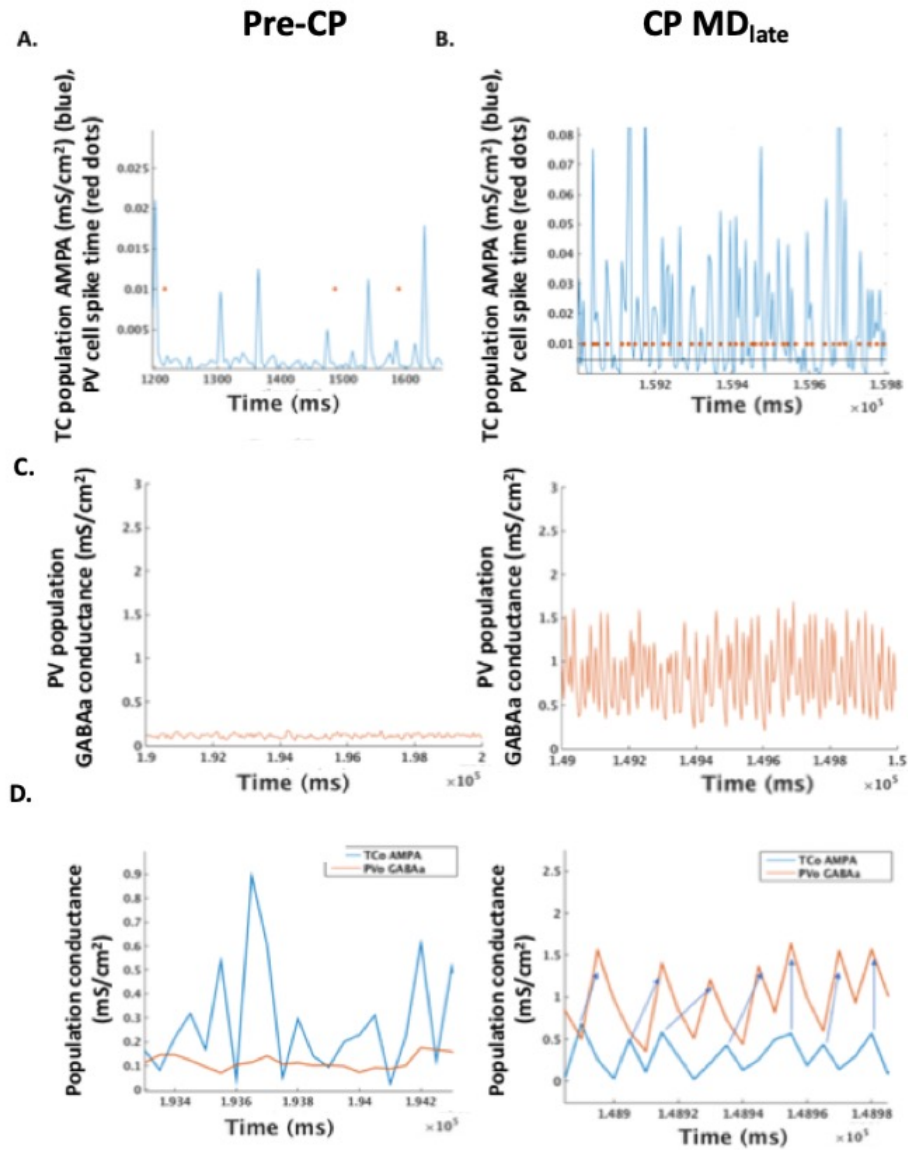 Pre-CP
CP MDlate
A.
B.
TC population AMPA (mS/cm²) (blue),
PV cell spike time (red dots)
0.025
0.02
0.015
0.01
0.005
1200
1300
1400
1500
1600
Time (ms)
TC population AMPA (mS/cm²) (blue),
PV cell spike time (red dots)
0.08
0.07
0.06
0.05
0.04
0.03
0.02
0.01
1.592
1.594
1.596
1.598
Time (ms)
C.
PV population
GABAa conductance (mS/cm²)
3
2.5
2
1.5
1
0.5
0
1.9
1.92
1.94
1.96
1.98
2
Time (ms)
×10⁵
PV population
GABAa conductance (mS/cm²)
3
2.5
2
1.5
1
0.5
0
1.49
1.492
1.494
1.496
1.498
1.5
Time (ms)
×10⁵
D.
Population conductance
(mS/cm²)
TCo AMPA
PVo GABAa
0.9
0.8
0.7
0.6
0.5
0.4
0.3
0.2
0.1
0
1.934
1.936
1.938
1.94
1.942
×10⁵
Time (ms)
Population conductance
(mS/cm²)
TCo AMPA
PVo GABAa
2.5
2
1.5
1
0.5
0
1.489
1.4892
1.4894
1.4896
1.4898
×10⁵
Time (ms)